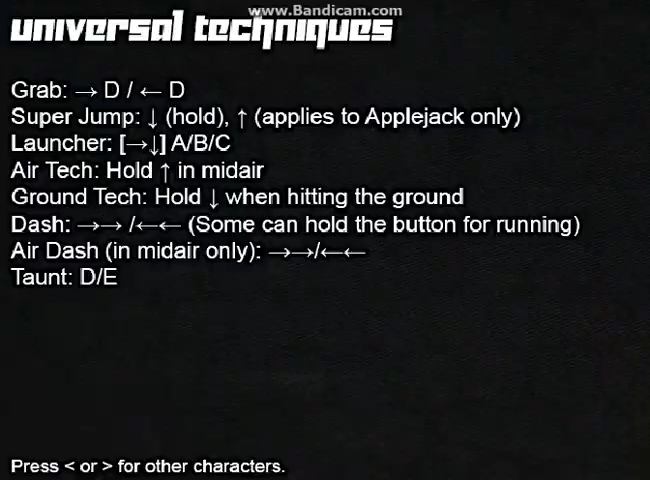 www.Bandicam.com
universal techniques
Grab: → D / ← D
Super Jump: ↓ (hold), ↑ (applies to Applejack only)
Launcher: [→↓] A/B/C
Air Tech: Hold ↑ in midair
Ground Tech: Hold ↓ when hitting the ground
Dash: →→ /←← (Some can hold the button for running)
Air Dash (in midair only): →→/←←
Taunt: D/E
Press < or > for other characters.